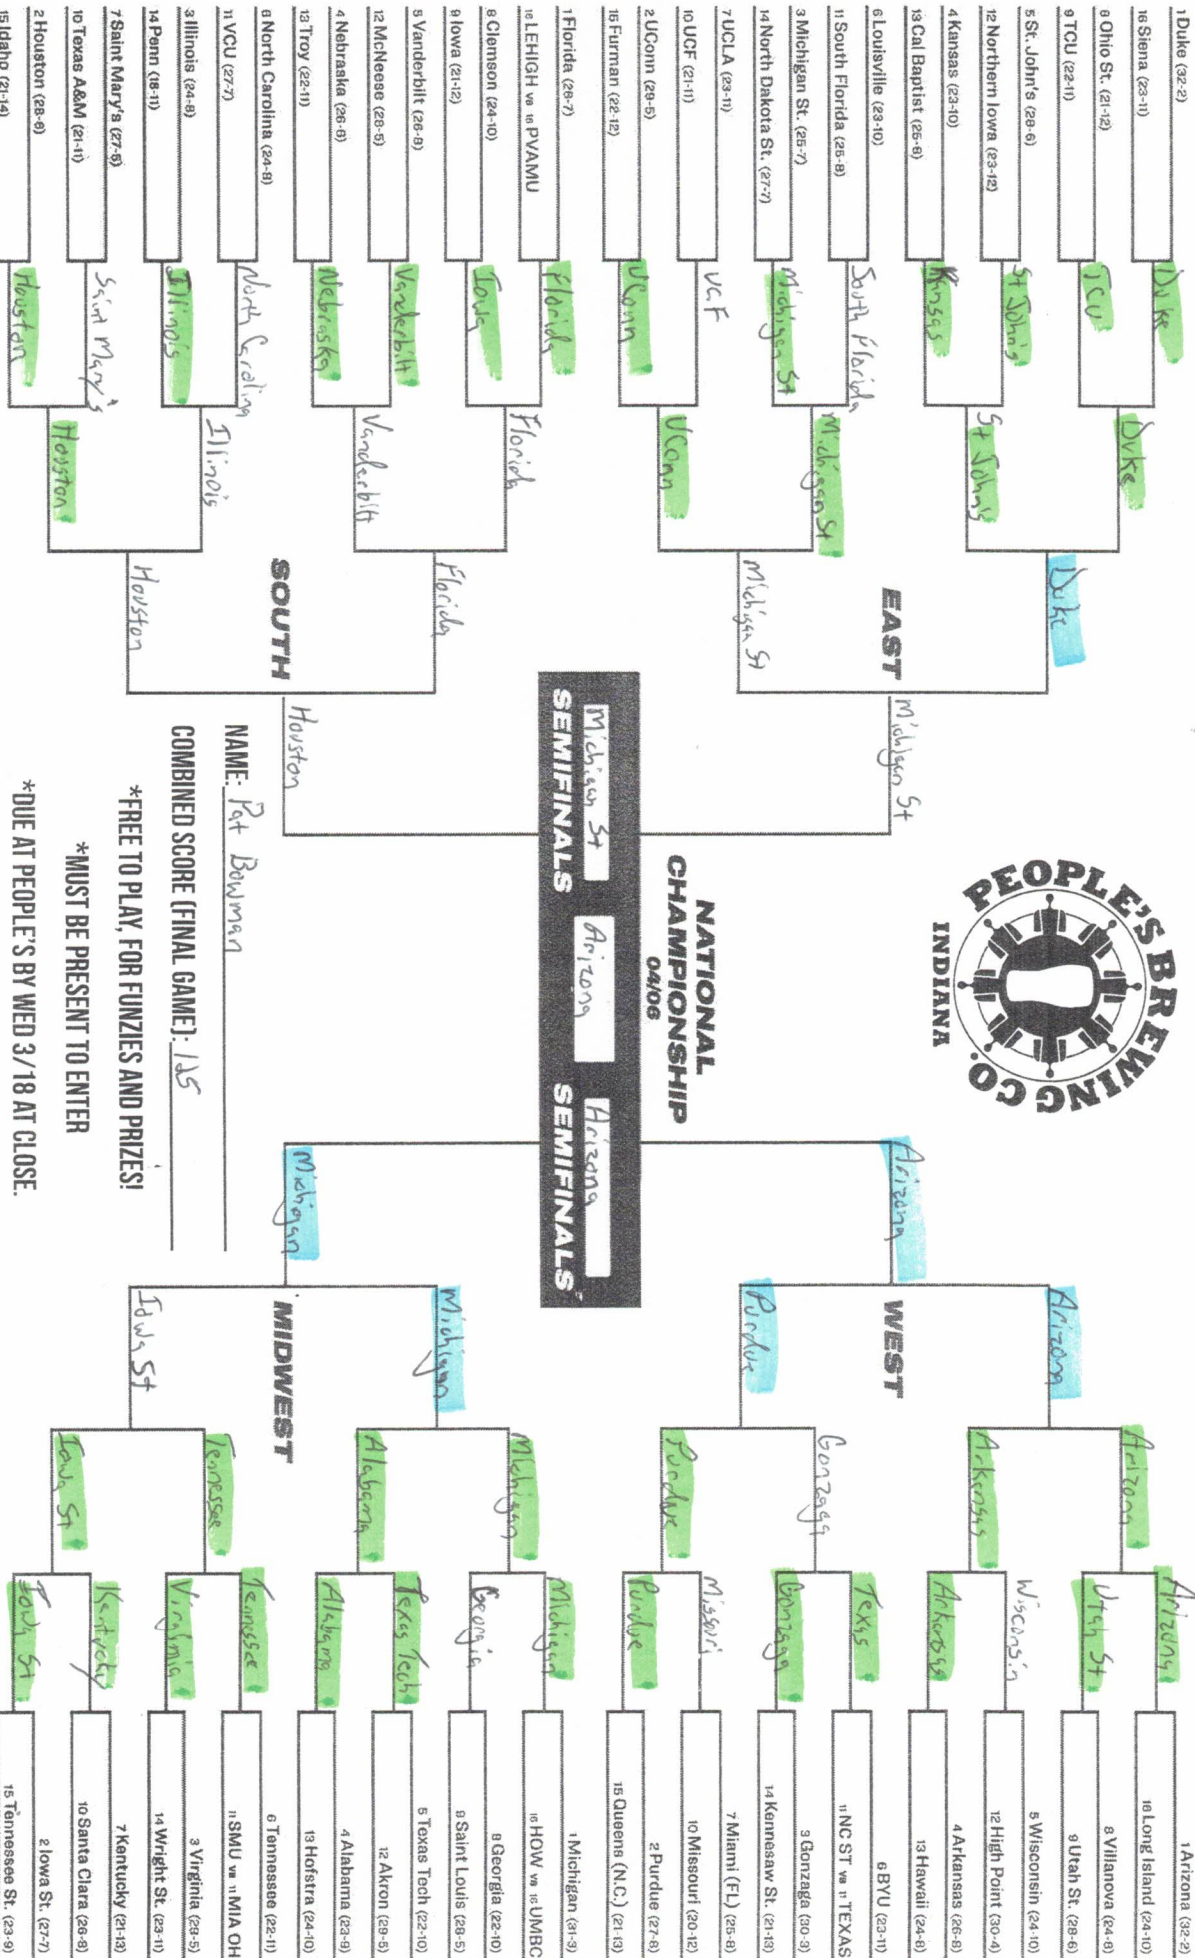 1 Duke (32-2)
16 Siena (23-11)
8 Ohio St. (21-12)
9 TCU (22-11)
5 St. John's (28-6)
12 Northern Iowa (23-12)
4 Kansas (23-10)
13 Cal Baptist (25-8)
6 Louisville (23-10)
11 South Florida (25-8)
3 Michigan St. (25-7)
14 North Dakota St. (27-7)
7 UCLA (23-11)
10 UCF (21-11)
2 UConn (29-5)
15 Furman (22-12)
Duke
TCU
St John's
Kansas
South Florida
Michigan St
UCF
UConn
Duke
St John's
Michigan St
UConn
Duke
Michigan St
EAST
Michigan St
1 Florida (26-7)
16 LEHIGH vs 16 PVAMU
8 Clemson (24-10)
9 Iowa (21-12)
5 Vanderbilt (26-8)
12 McNeese (28-5)
4 Nebraska (26-6)
13 Troy (22-11)
6 North Carolina (24-8)
11 VCU (27-7)
3 Illinois (24-8)
14 Penn (18-11)
7 Saint Mary's (27-5)
10 Texas A&M (21-11)
2 Houston (28-6)
15 Idaho (21-14)
Florida
Iowa
Vanderbilt
Nebraska
North Carolina
Illinois
Saint Mary's
Houston
Florida
Vanderbilt
Illinois
Houston
Florida
Houston
SOUTH
Houston
PEOPLE'S BREWING CO.
INDIANA
NATIONAL
CHAMPIONSHIP
04/06
Michigan St
Arizona
Arizona
SEMIFINALS
SEMIFINALS
NAME: Pat Bowman
COMBINED SCORE (FINAL GAME): 125
*FREE TO PLAY, FOR FUNZIES AND PRIZES!
*MUST BE PRESENT TO ENTER
*DUE AT PEOPLE'S BY WED 3/18 AT CLOSE.
Arizona
WEST
Arizona
Purdue
Arizona
Arkansas
Gonzaga
Purdue
Arizona
Utah St
Wisconsin
Arkansas
Texas
Gonzaga
Missouri
Purdue
1 Arizona (32-2)
16 Long Island (24-10)
8 Villanova (24-8)
9 Utah St. (28-6)
5 Wisconsin (24-10)
12 High Point (30-4)
4 Arkansas (26-8)
13 Hawaii (24-8)
6 BYU (23-11)
11 NC ST vs 11 TEXAS
3 Gonzaga (30-3)
14 Kennesaw St. (21-13)
7 Miami (FL) (25-8)
10 Missouri (20-12)
2 Purdue (27-8)
15 Queens (N.C.) (21-13)
Michigan
MIDWEST
Michigan
Iowa St
Michigan
Alabama
Tennessee
Iowa St
Michigan
Georgia
Texas Tech
Alabama
Tennessee
Virginia
Kentucky
Iowa St
1 Michigan (31-3)
16 HOW vs 16 UMBC
8 Georgia (22-10)
9 Saint Louis (28-5)
5 Texas Tech (22-10)
12 Akron (29-5)
4 Alabama (23-9)
13 Hofstra (24-10)
6 Tennessee (22-11)
11 SMU vs 11 MIA OH
3 Virginia (29-5)
14 Wright St. (23-11)
7 Kentucky (21-13)
10 Santa Clara (26-8)
2 Iowa St. (27-7)
15 Tennessee St. (23-9)